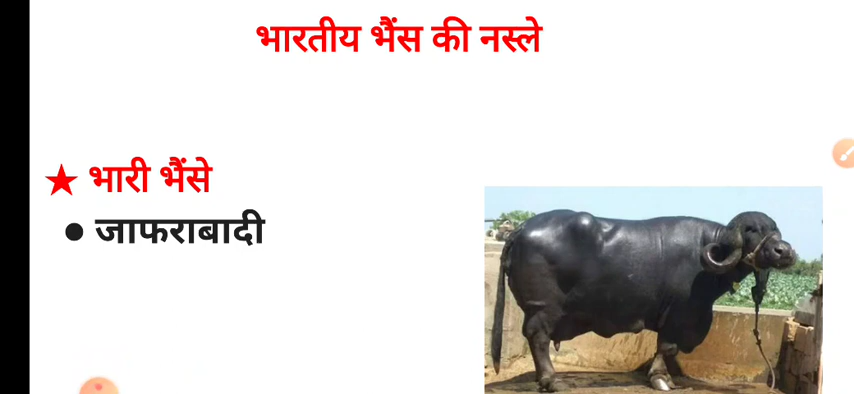 भारतीय भैंस की नस्ले
★ भारी भैंसे
● जाफराबादी